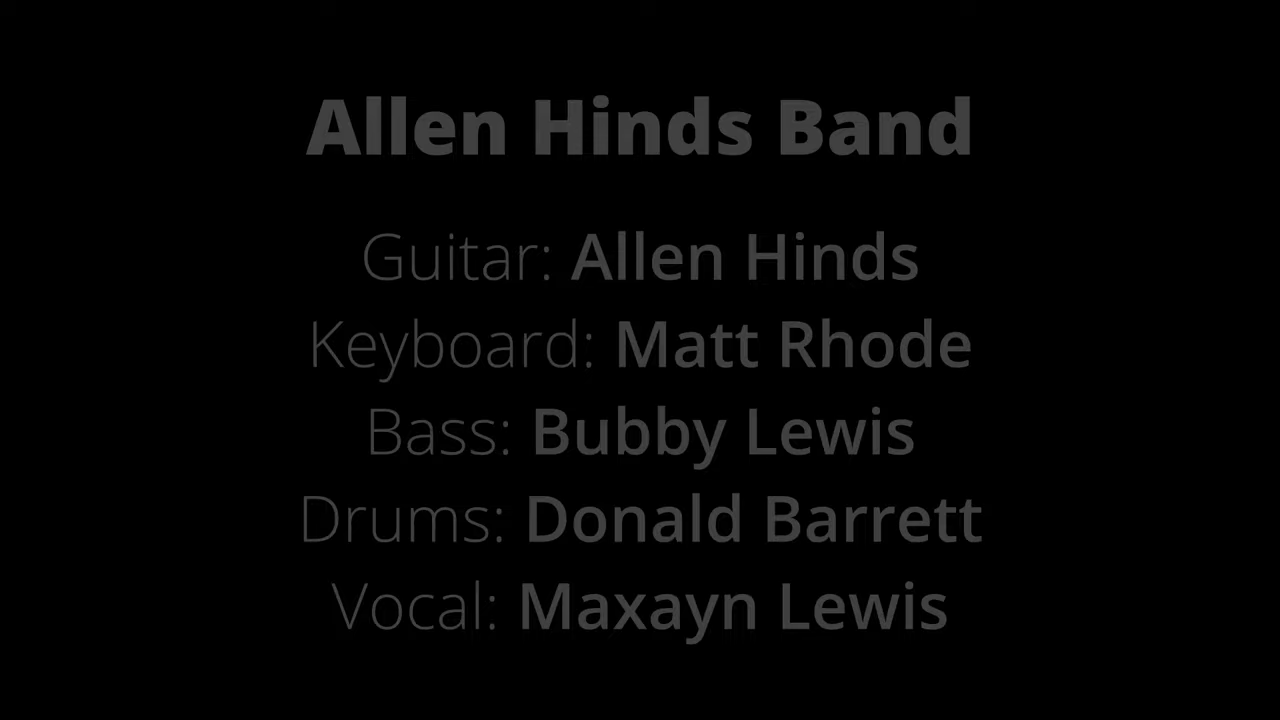 Allen Hinds Band
Guitar: Allen Hinds
Keyboard: Matt Rhode
Bass: Bubby Lewis
Drums: Donald Barrett
Vocal: Maxayn Lewis